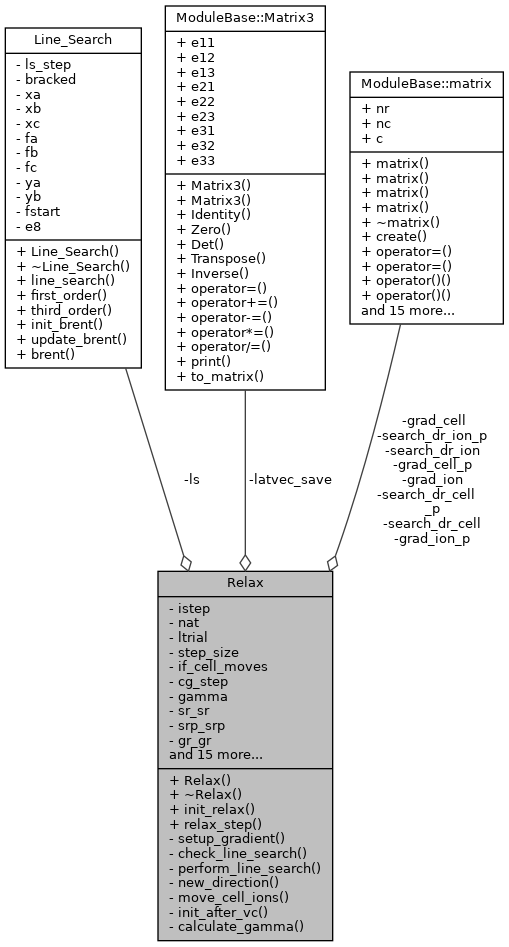 Line_Search
- ls_step
- bracked
- xa
- xb
- xc
- fa
- fb
- fc
- ya
- yb
- fstart
- e8
+ Line_Search()
+ ~Line_Search()
+ line_search()
+ first_order()
+ third_order()
+ init_brent()
+ update_brent()
+ brent()
ModuleBase::Matrix3
+ e11
+ e12
+ e13
+ e21
+ e22
+ e23
+ e31
+ e32
+ e33
+ Matrix3()
+ Matrix3()
+ Identity()
+ Zero()
+ Det()
+ Transpose()
+ Inverse()
+ operator=()
+ operator+=()
+ operator-=()
+ operator*=()
+ operator/=()
+ print()
+ to_matrix()
ModuleBase::matrix
+ nr
+ nc
+ c
+ matrix()
+ matrix()
+ matrix()
+ matrix()
+ ~matrix()
+ create()
+ operator=()
+ operator=()
+ operator()()
+ operator()()
and 15 more...
-ls
-latvec_save
-grad_cell
-search_dr_ion_p
-search_dr_ion
-grad_cell_p
-grad_ion
-search_dr_cell
_p
-search_dr_cell
-grad_ion_p
Relax
- istep
- nat
- ltrial
- step_size
- if_cell_moves
- cg_step
- gamma
- sr_sr
- srp_srp
- gr_gr
and 15 more...
+ Relax()
+ ~Relax()
+ init_relax()
+ relax_step()
- setup_gradient()
- check_line_search()
- perform_line_search()
- new_direction()
- move_cell_ions()
- init_after_vc()
- calculate_gamma()